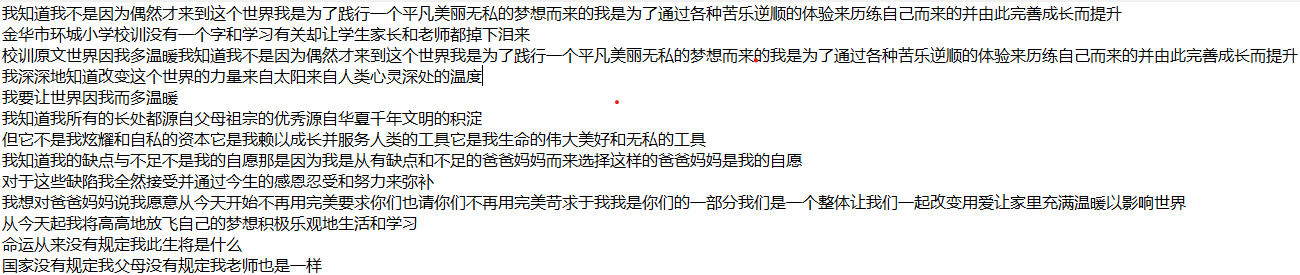 我知道我不是因为偶然才来到这个世界我是为了践行一个平凡美丽无私的梦想而来的我是为了通过各种苦乐逆顺的体验来历练自己而来的并由此完善成长而提升
金华市环城小学校训没有一个字和学习有关却让学生家长和老师都掉下泪来
校训原文世界因我多温暖我知道我不是因为偶然才来到这个世界我是为了践行一个平凡美丽无私的梦想而来的我是为了通过各种苦乐逆顺的体验来历练自己而来的并由此完善成长而提升
我深深地知道改变这个世界的力量来自太阳来自人类心灵深处的温度
我要让世界因我而多温暖
我知道我所有的长处都源自父母祖宗的优秀源自华夏千年文明的积淀
但它不是我炫耀和自私的资本它是我赖以成长并服务人类的工具它是我生命的伟大美好和无私的工具
我知道我的缺点与不足不是我的自愿那是因为我是从有缺点和不足的爸爸妈妈而来选择这样的爸爸妈妈是我的自愿
对于这些缺陷我全然接受并通过今生的感恩忍受和努力来弥补
我想对爸爸妈妈说我愿意从今天开始不再用完美要求你们也请你们不再用完美苛求于我我是你们的一部分我们是一个整体让我们一起改变用爱让家里充满温暖以影响世界
从今天起我将高高地放飞自己的梦想积极乐观地生活和学习
命运从来没有规定我此生将是什么
国家没有规定我父母没有规定我老师也是一样